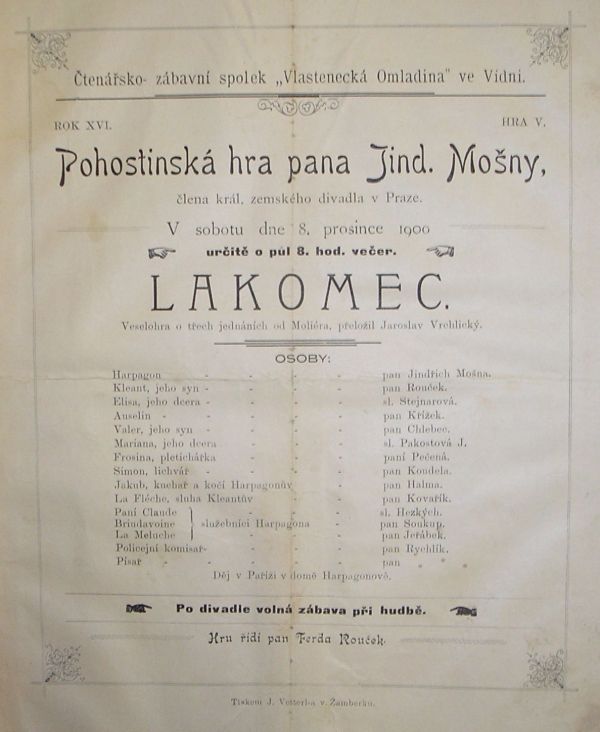 Čtenářsko- zábavní spolek „Vlastenecká Omladina" ve Vídni.
ROK XVI.
HRA V.
Pohostinská hra pana Jind. Mošny,
člena král. zemského divadla v Praze.
V sobotu dne 8. prosince 1900
určitě o půl 8. hod. večer.
LAKOMEC.
Veselohra o třech jednáních od Moliéra, přeložil Jaroslav Vrchlický.
OSOBY:
Harpagon - - - - pan Jindřich Mošna.
Kleant, jeho syn - - - - - pan Rouček.
Elisa, jeho dcera - - - - - sl. Stejnarová.
Anselin - - - - - pan Křížek.
Valer, jeho syn - - - - - pan Chlebec.
Mariana, jeho dcera - - - - sl. Pakostová J.
Frosina, pletichářka - - - - paní Pečená.
Simon, lichvář - - - - - pan Kondela.
Jakub, kuchař a kočí Harpagonův - - pan Halma.
La Fléche, sluha Kleantův - - - pan Kovařík.
Paní Claude sl. Hezkých.
Brindavoine } služebníci Harpagona - pan Soukup.
La Meluche pan Jeřábek.
Policejní komisař- - - - - pan Rychlík.
Písař - - - - - pan " "
Děj v Paříži v domě Harpagonově.
Po divadle volná zábava při hudbě.
Hru řídí pan Ferda Rouček.
Tiskem J. Vetterla v. Žamberku.